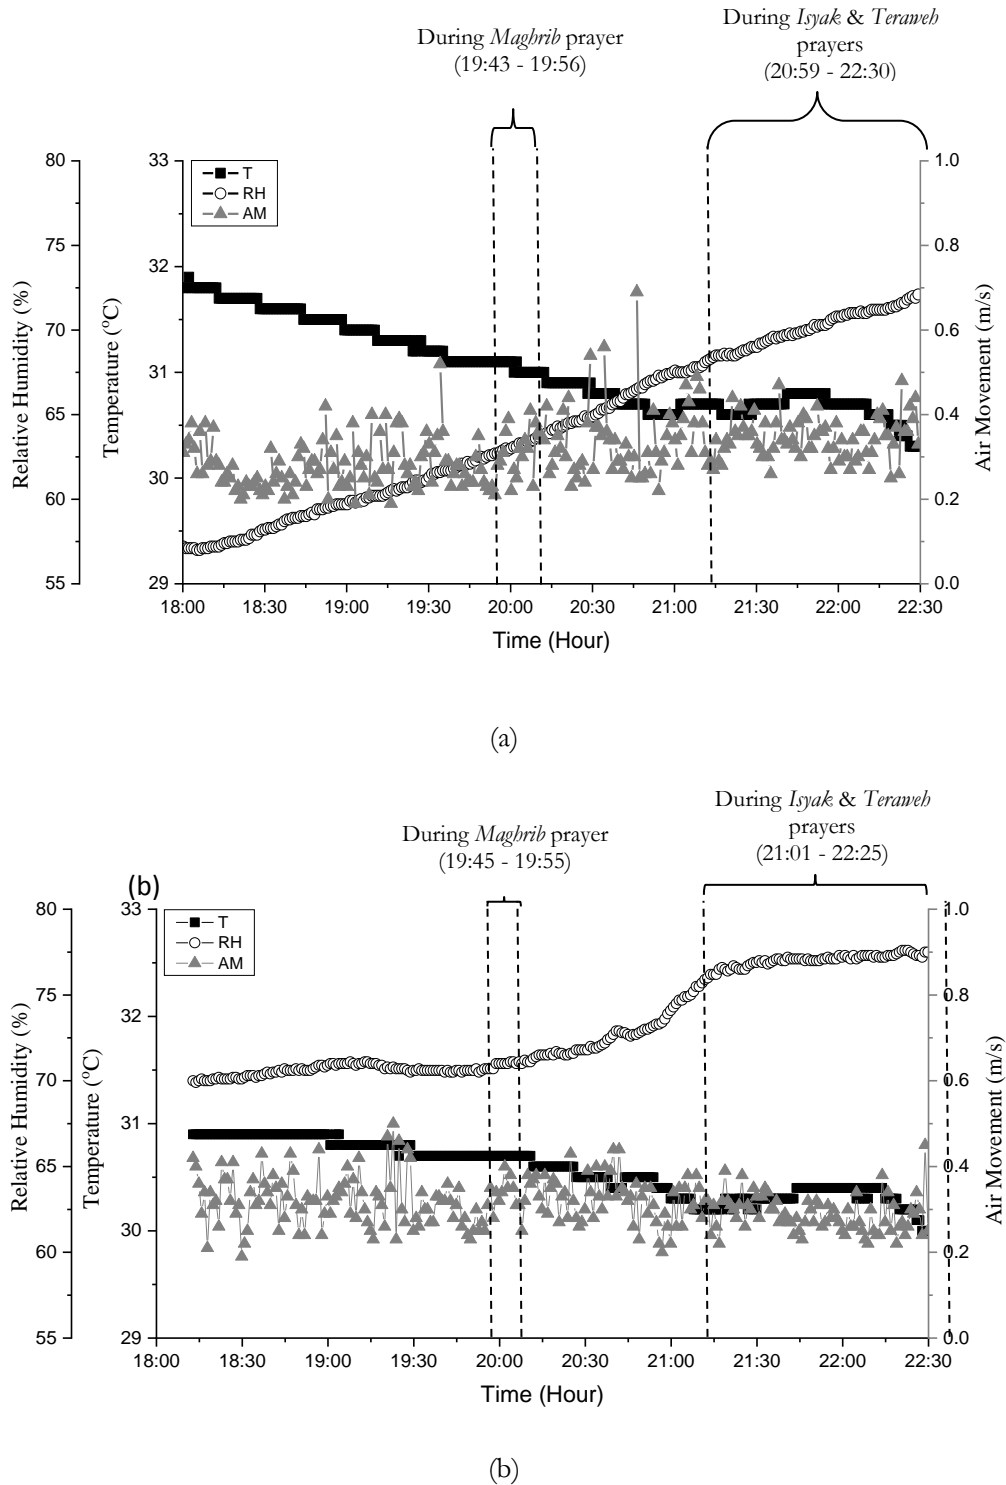 During Maghrib prayer
(19:43 - 19:56)
During Isyak & Teraweh
prayers
(20:59 - 22:30)
80
75
70
65
60
55
Relative Humidity (%)
33
32
31
30
29
Temperature (°C)
T
RH
AM
1.0
0.8
0.6
0.4
0.2
0.0
Air Movement (m/s)
18:00 18:30 19:00 19:30 20:00 20:30 21:00 21:30 22:00 22:30
Time (Hour)
(a)
During Maghrib prayer
(19:45 - 19:55)
During Isyak & Teraweh
prayers
(21:01 - 22:25)
(b)
80
75
70
65
60
55
Relative Humidity (%)
33
32
31
30
29
Temperature (°C)
T
RH
AM
1.0
0.8
0.6
0.4
0.2
0.0
Air Movement (m/s)
18:00 18:30 19:00 19:30 20:00 20:30 21:00 21:30 22:00 22:30
Time (Hour)
(b)